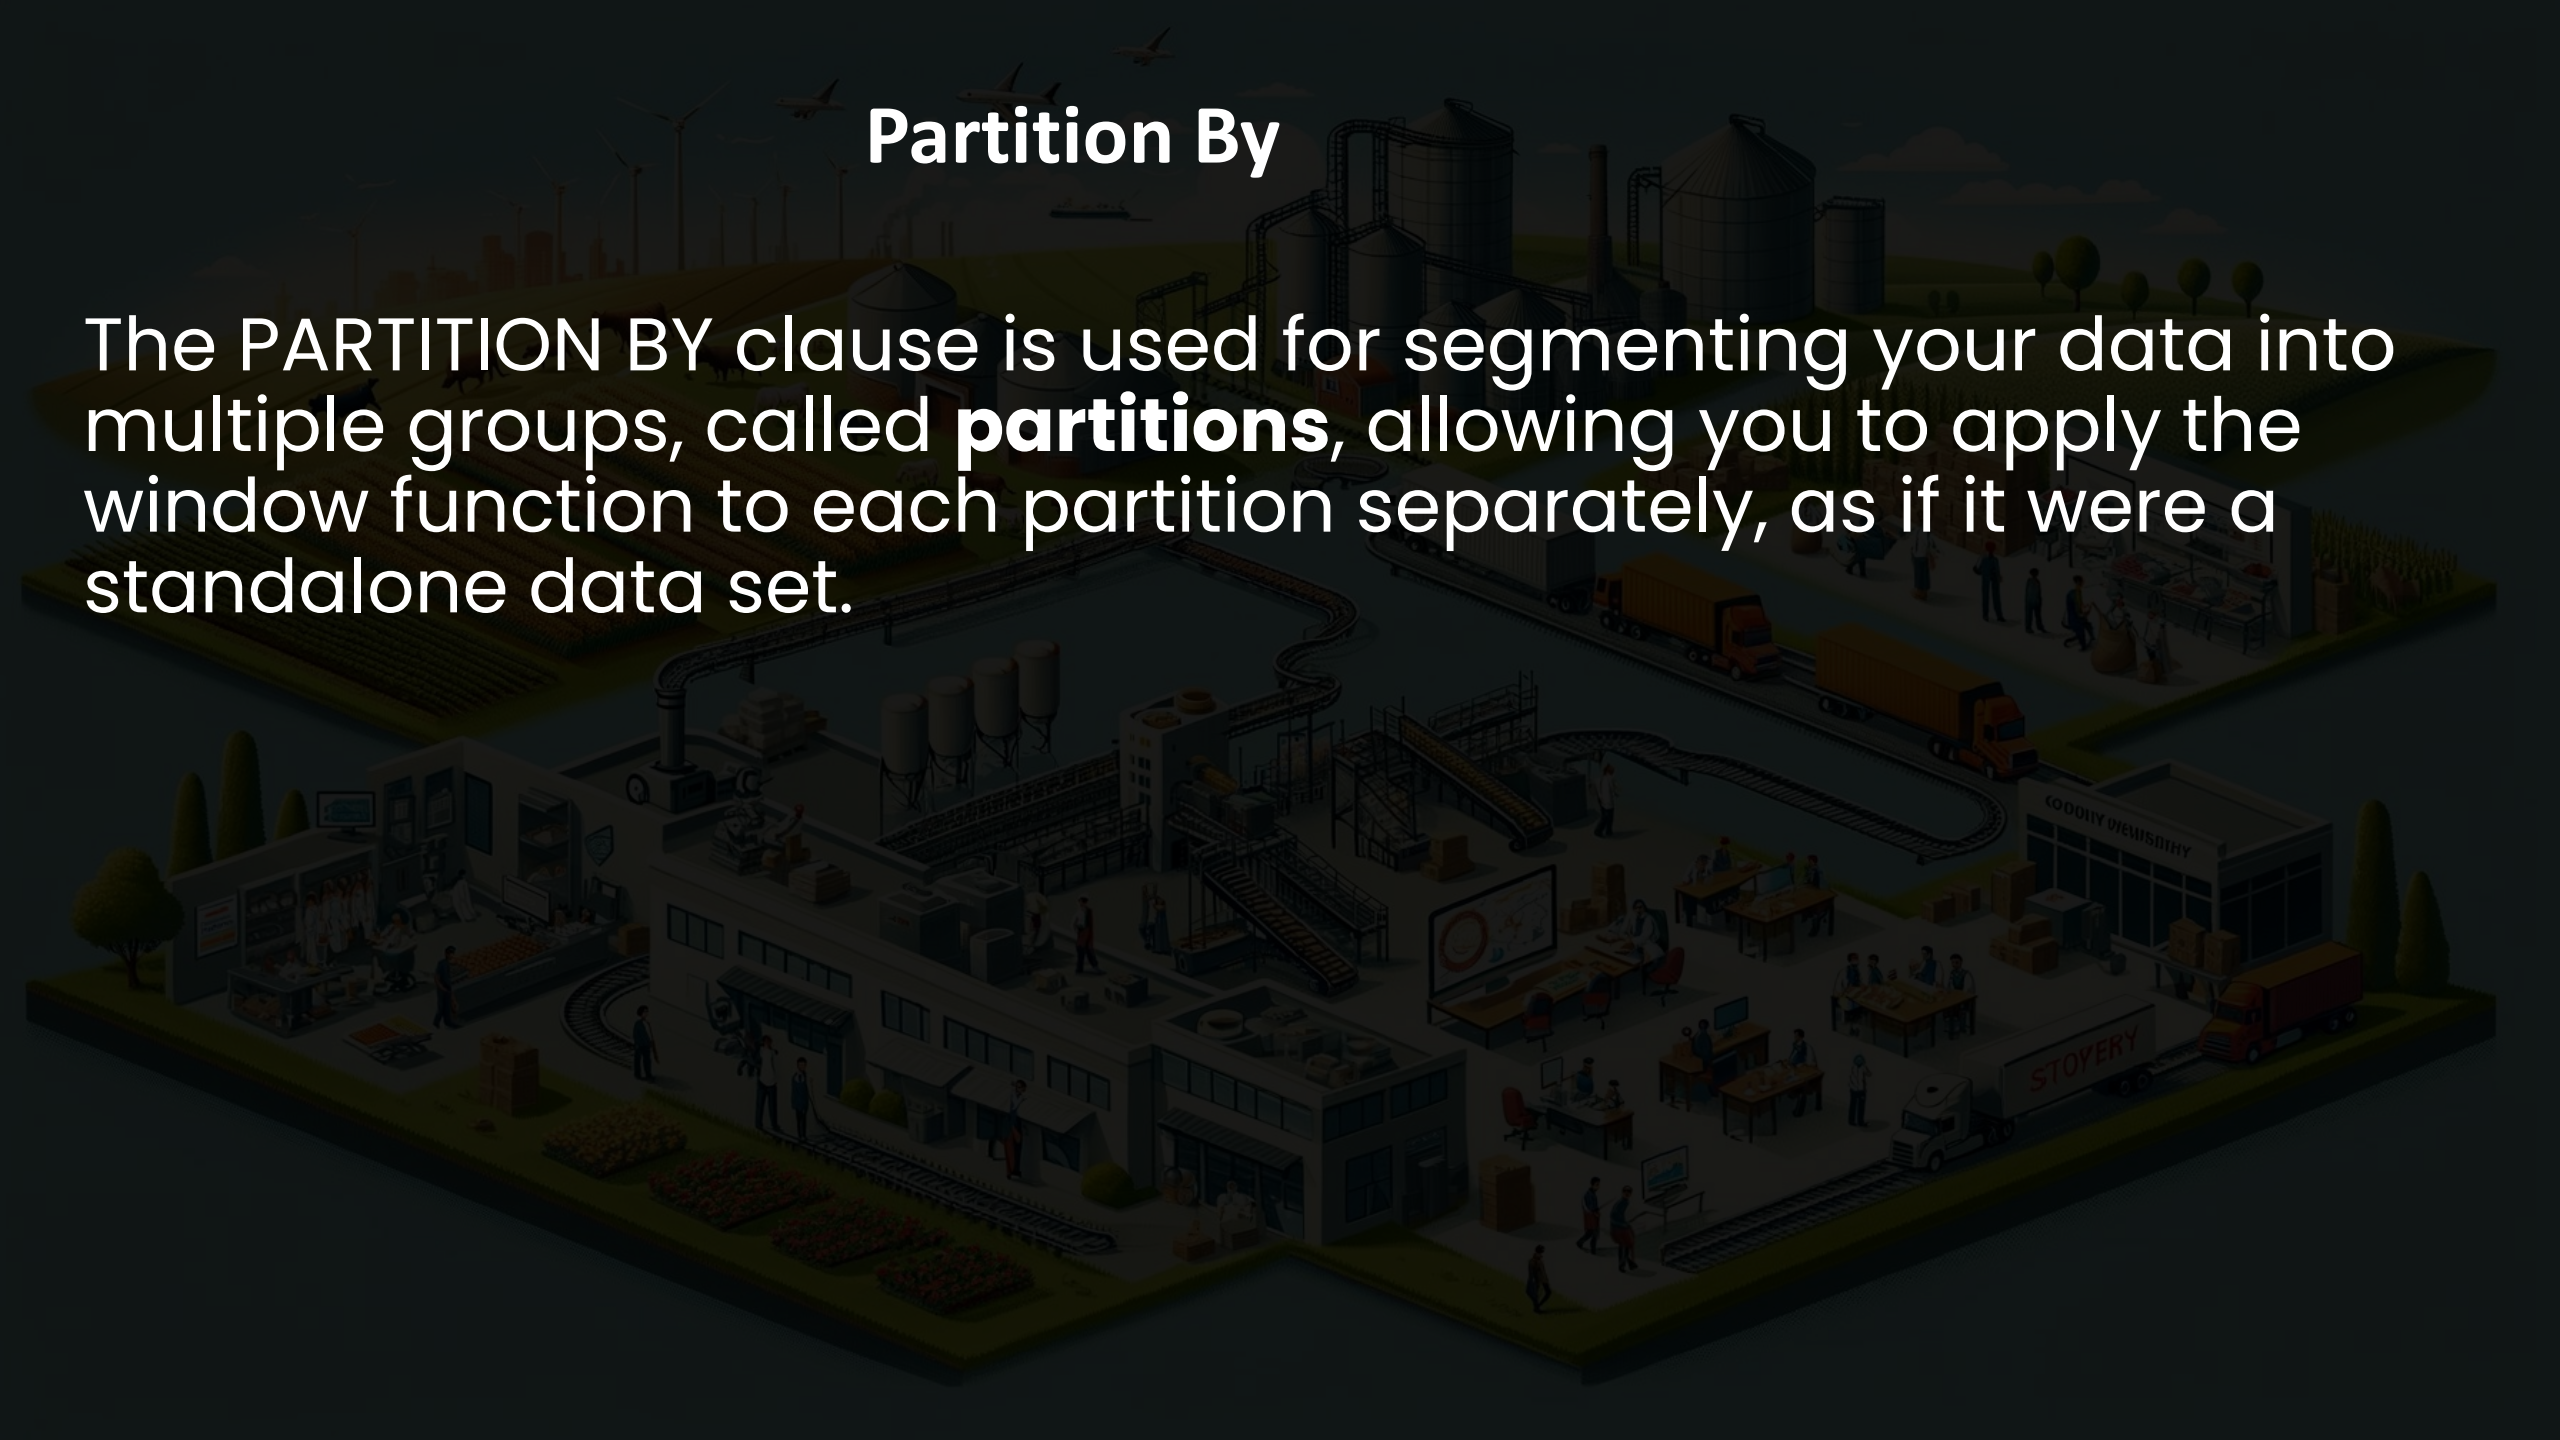 Partition By
The PARTITION BY clause is used for segmenting your data into
multiple groups, called partitions, allowing you to apply the
window function to each partition separately, as if it were a
standalone data set.
STOYERY